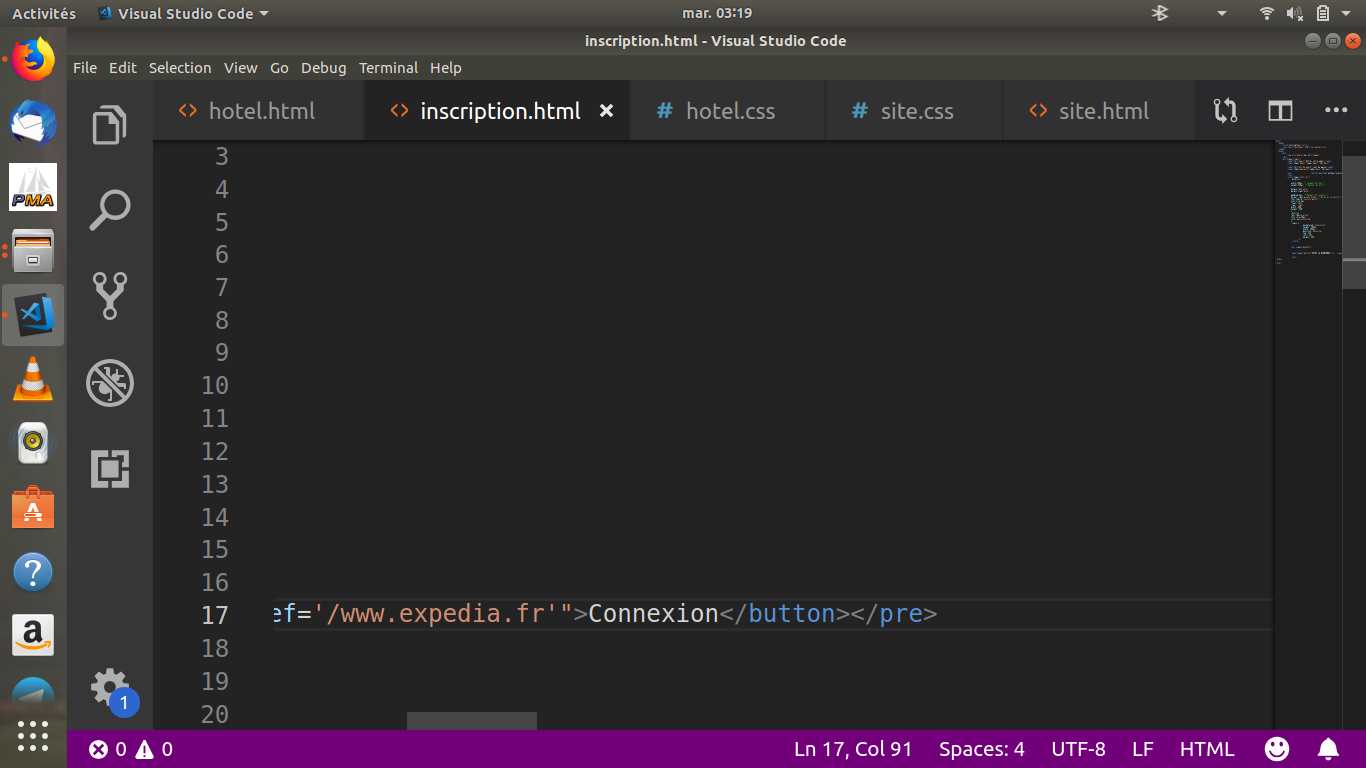 Activités Visual Studio Code mar. 03:19
inscription.html - Visual Studio Code
File Edit Selection View Go Debug Terminal Help
hotel.html inscription.html hotel.css site.css site.html
3
4
5
6
7
8
9
10
11
12
13
14
15
16
17 ef='/www.expedia.fr'">Connexion</button></pre>
18
19
20
PMA
1
0 0 Ln 17, Col 91 Spaces: 4 UTF-8 LF HTML